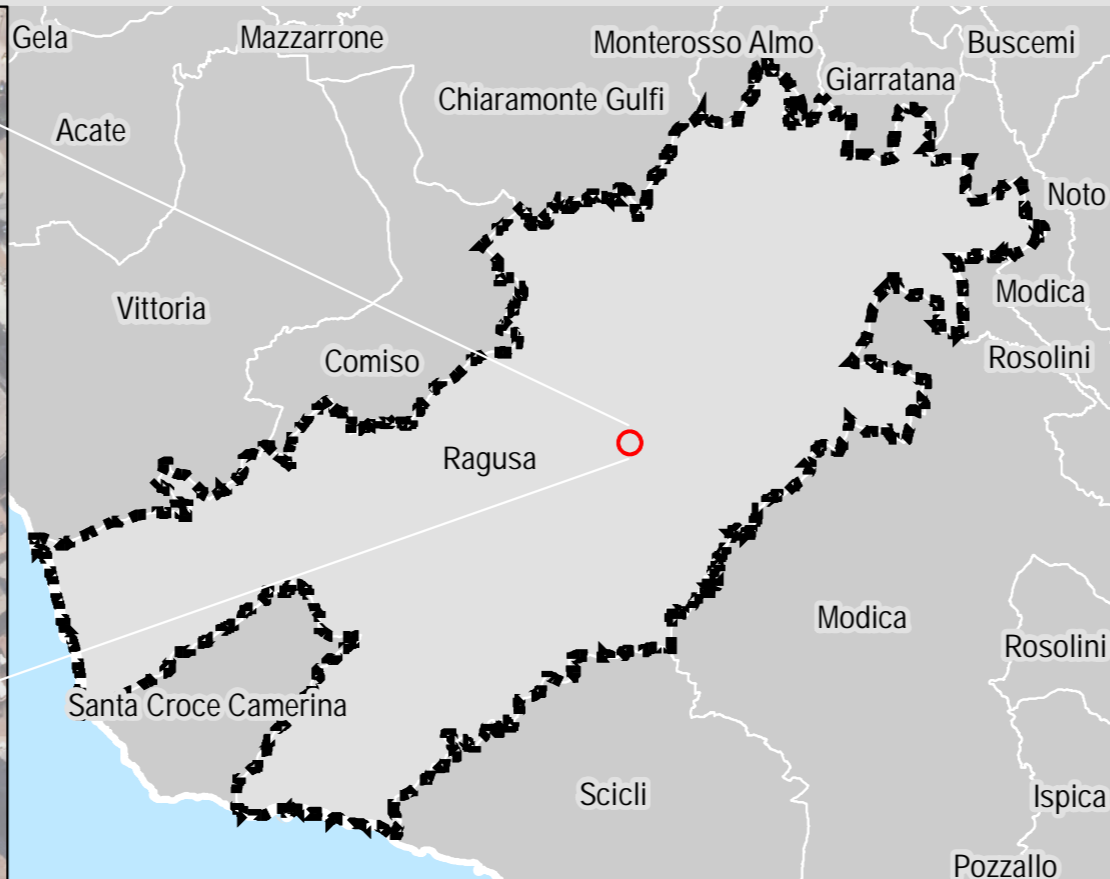 Gela
Mazzarrone
Monterosso Almo
Buscemi
Giarratana
Chiaramonte Gulfi
Acate
Noto
Modica
Vittoria
Rosolini
Comiso
Ragusa
Modica
Rosolini
Santa Croce Camerina
Scicli
Ispica
Pozzallo